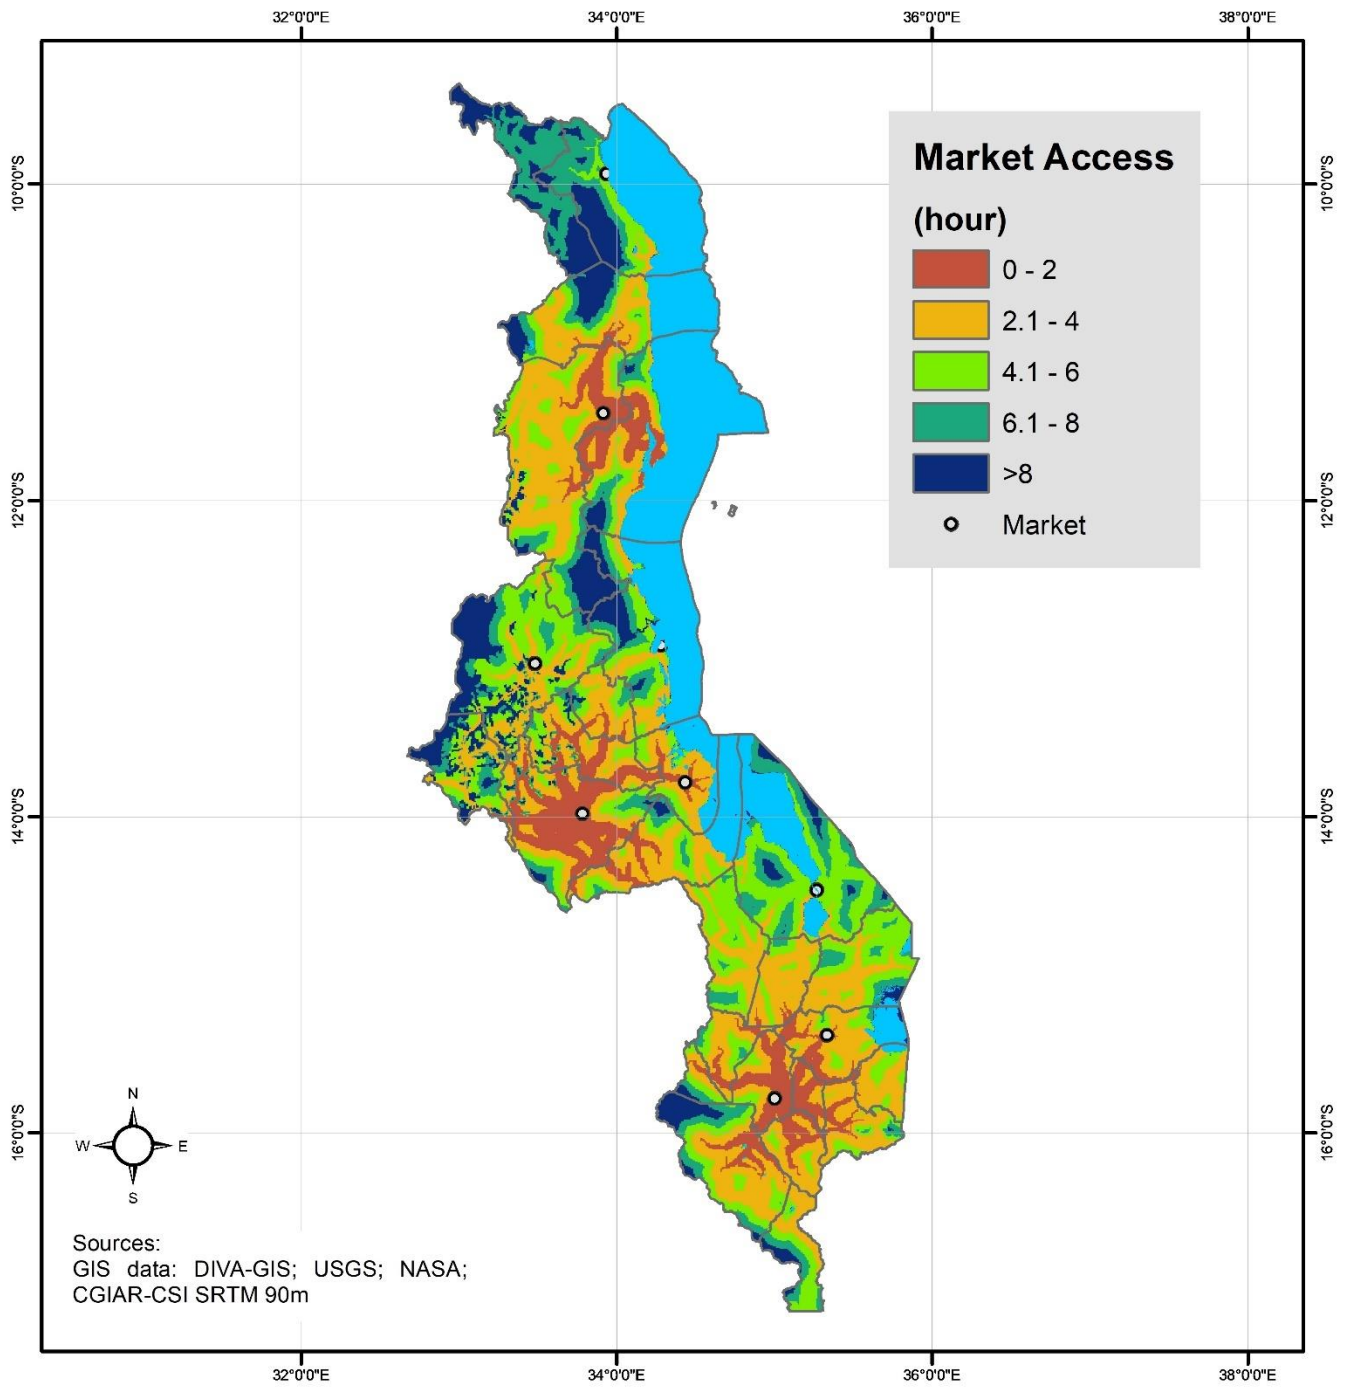 32°0'0"E 34°0'0"E 36°0'0"E 38°0'0"E
Market Access
(hour)
0 - 2
2.1 - 4
4.1 - 6
6.1 - 8
>8
Market
10°0'0"S 10°0'0"S
12°0'0"S 12°0'0"S
14°0'0"S 14°0'0"S
16°0'0"S 16°0'0"S
N
W E
S
Sources:
GIS data: DIVA-GIS; USGS; NASA;
CGIAR-CSI SRTM 90m
32°0'0"E 34°0'0"E 36°0'0"E 38°0'0"E